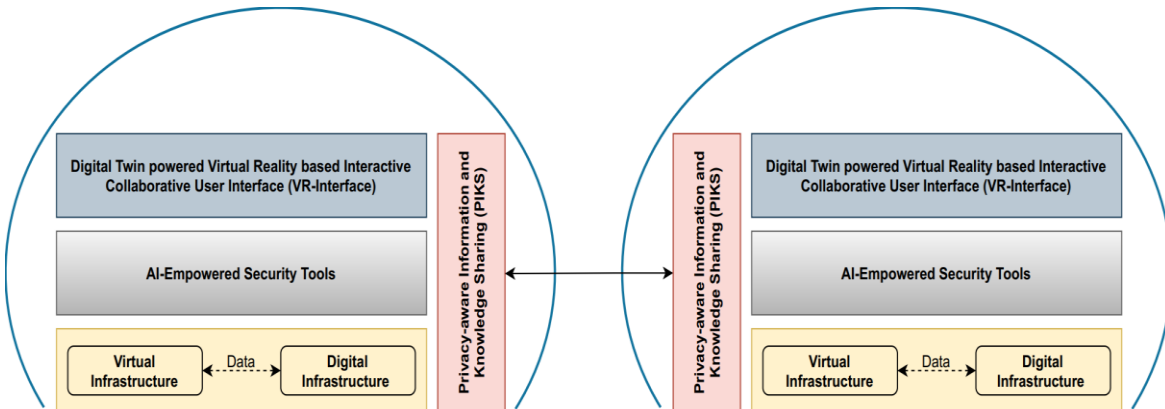 Digital Twin powered Virtual Reality based Interactive
Collaborative User Interface (VR-Interface)
AI-Empowered Security Tools
Virtual
Infrastructure
Data
Digital
Infrastructure
Privacy-aware Information and
Knowledge Sharing (PIKS)
Privacy-aware Information and
Knowledge Sharing (PIKS)
Digital Twin powered Virtual Reality based Interactive
Collaborative User Interface (VR-Interface)
AI-Empowered Security Tools
Virtual
Infrastructure
Data
Digital
Infrastructure